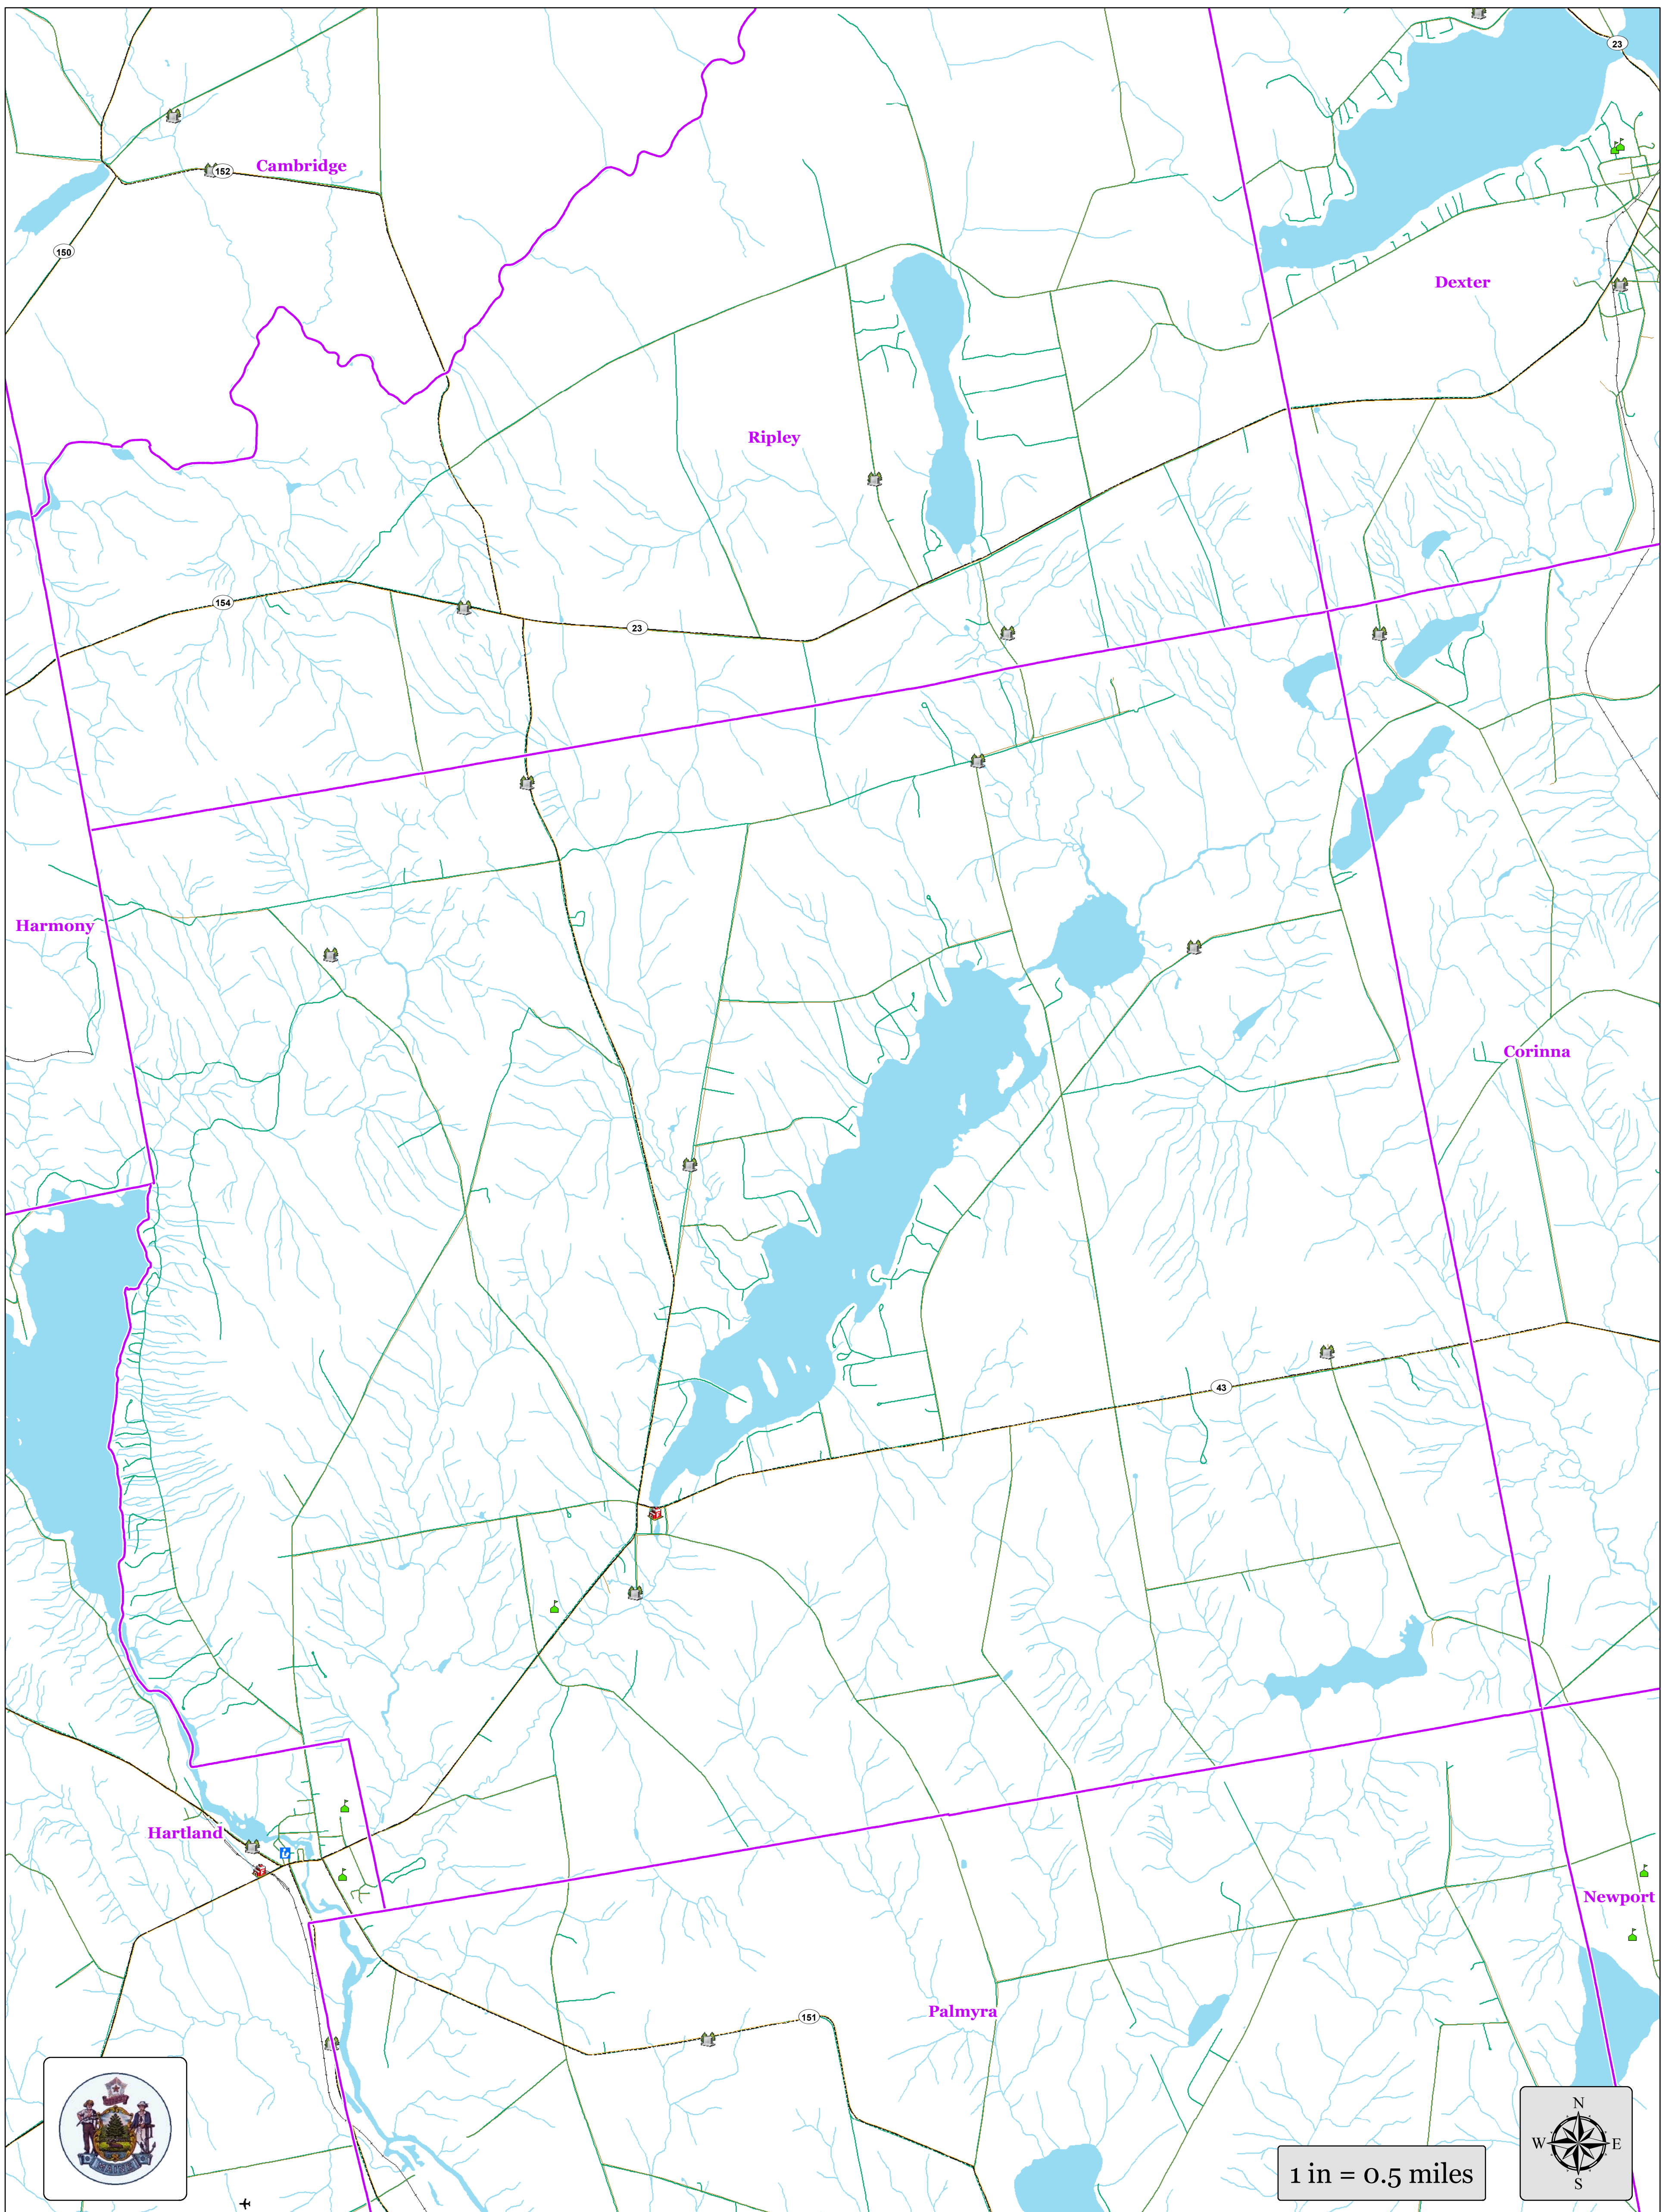 23
152
Cambridge
150
Dexter
Ripley
154
23
Harmony
Corinna
43
Hartland
Newport
Palmyra
151
N
W
E
S
1 in = 0.5 miles
MAINE